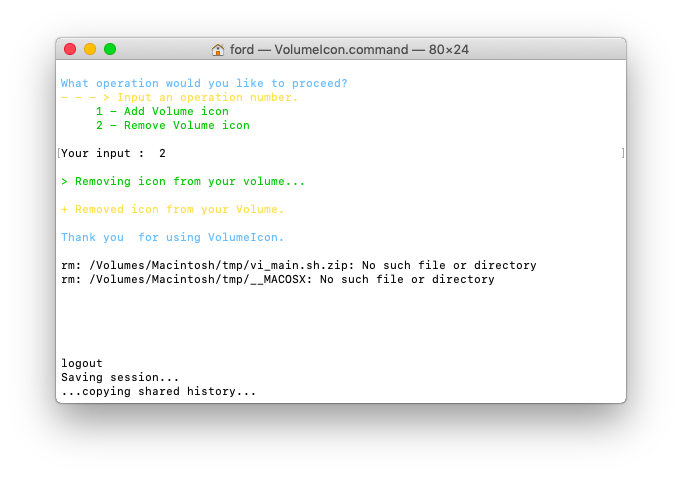 ford — VolumeIcon.command — 80×24
What operation would you like to proceed?
- - - > Input an operation number.
1 - Add Volume icon
2 - Remove Volume icon
[Your input :  2 ]
> Removing icon from your volume...
+ Removed icon from your Volume.
Thank you  for using VolumeIcon.
rm: /Volumes/Macintosh/tmp/vi_main.sh.zip: No such file or directory
rm: /Volumes/Macintosh/tmp/__MACOSX: No such file or directory
logout
Saving session...
...copying shared history...